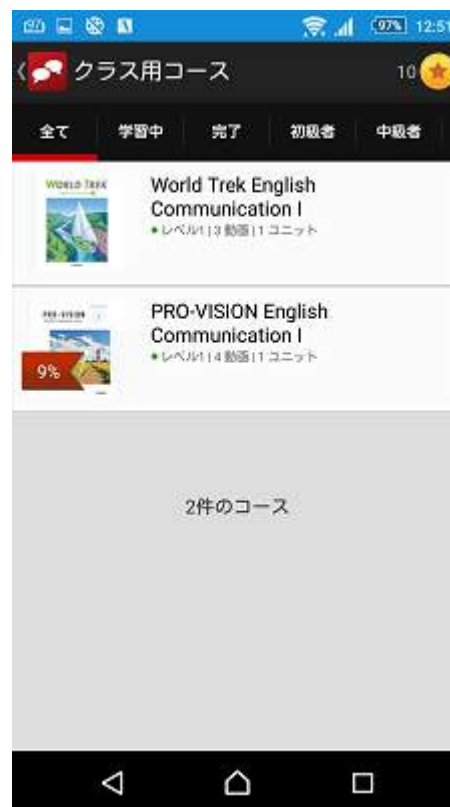 97% 12:51
クラス用コース 10
全て 学習中 完了 初級者 中級者
WORLD TREK
World Trek English
Communication I
レベル1 | 3 動画 | 1 ユニット
PRO-VISION
PRO-VISION English
Communication I
レベル1 | 4 動画 | 1 ユニット
9%
2件のコース